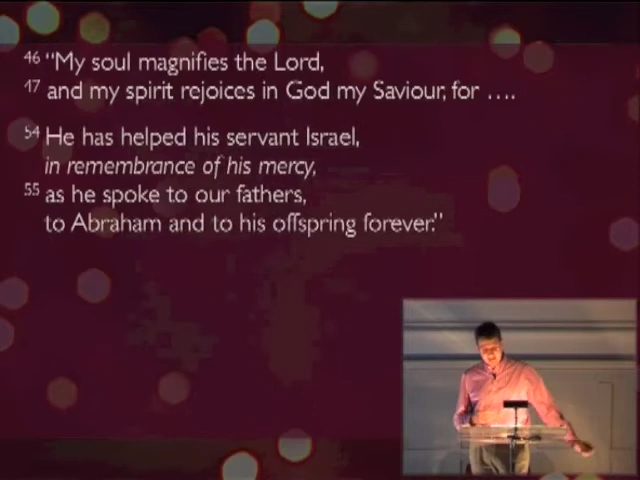 46 “My soul magnifies the Lord,
47 and my spirit rejoices in God my Saviour, for ….
54 He has helped his servant Israel,
in remembrance of his mercy,
55 as he spoke to our fathers,
to Abraham and to his offspring forever.”